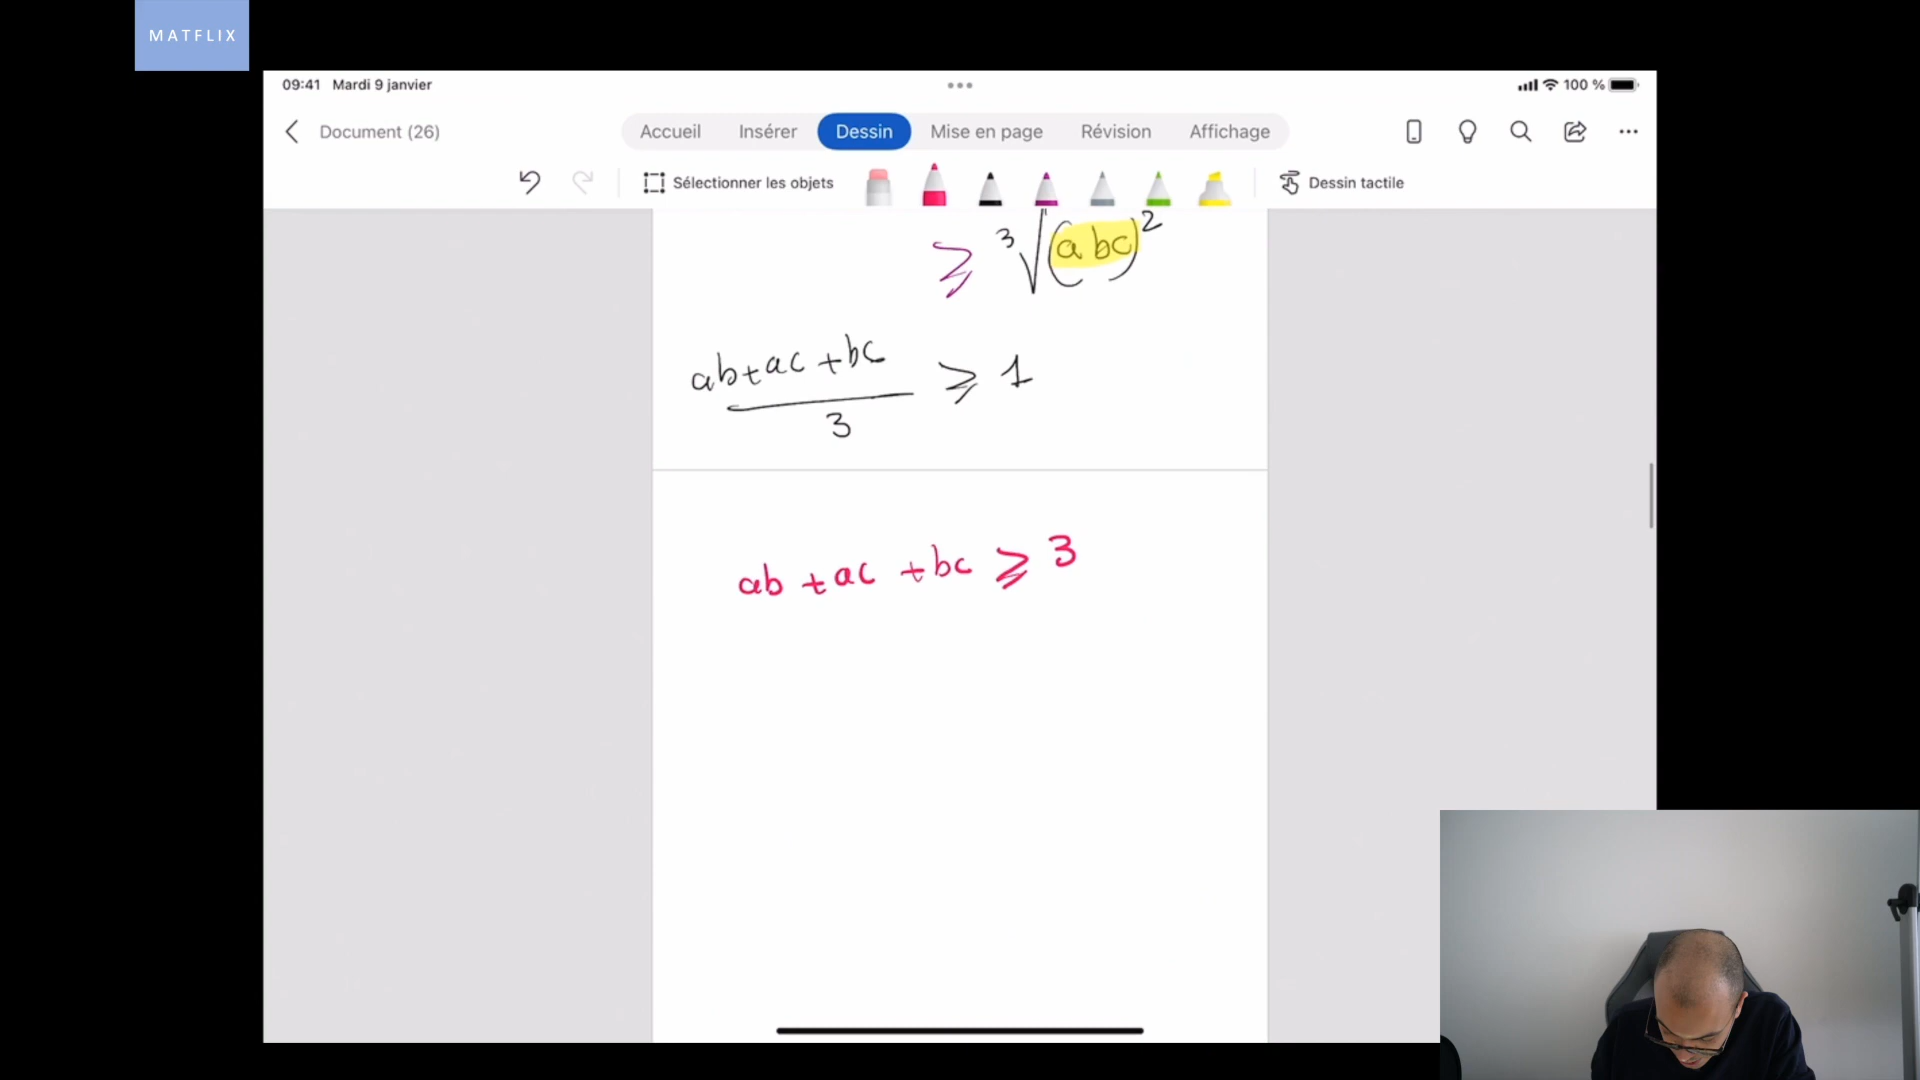 MATFLIX
09:41 Mardi 9 janvier
100 %
Document (26)
Accueil Insérer Dessin Mise en page Révision Affichage
Sélectionner les objets
Dessin tactile
≥ ³√(abc)²
ab+ac+bc
3
≥ 1
ab + ac + bc ≥ 3